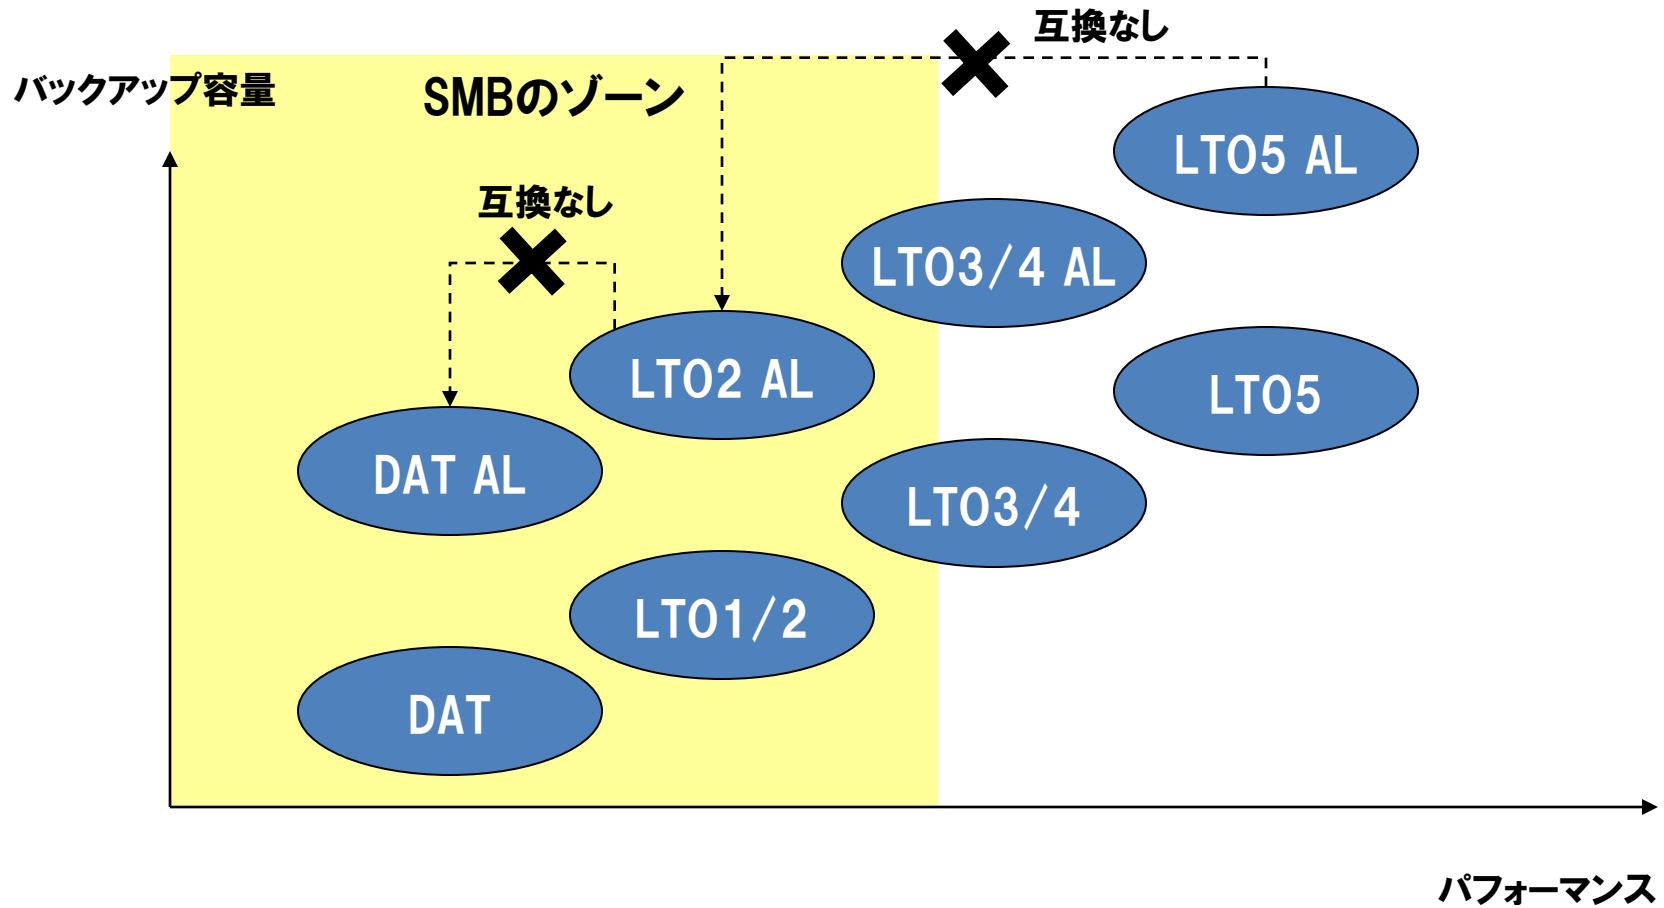 互換なし
バックアップ容量
SMBのゾーン
LTO5 AL
互換なし
LTO3/4 AL
LTO2 AL
LTO5
DAT AL
LTO3/4
LTO1/2
DAT
パフォーマンス